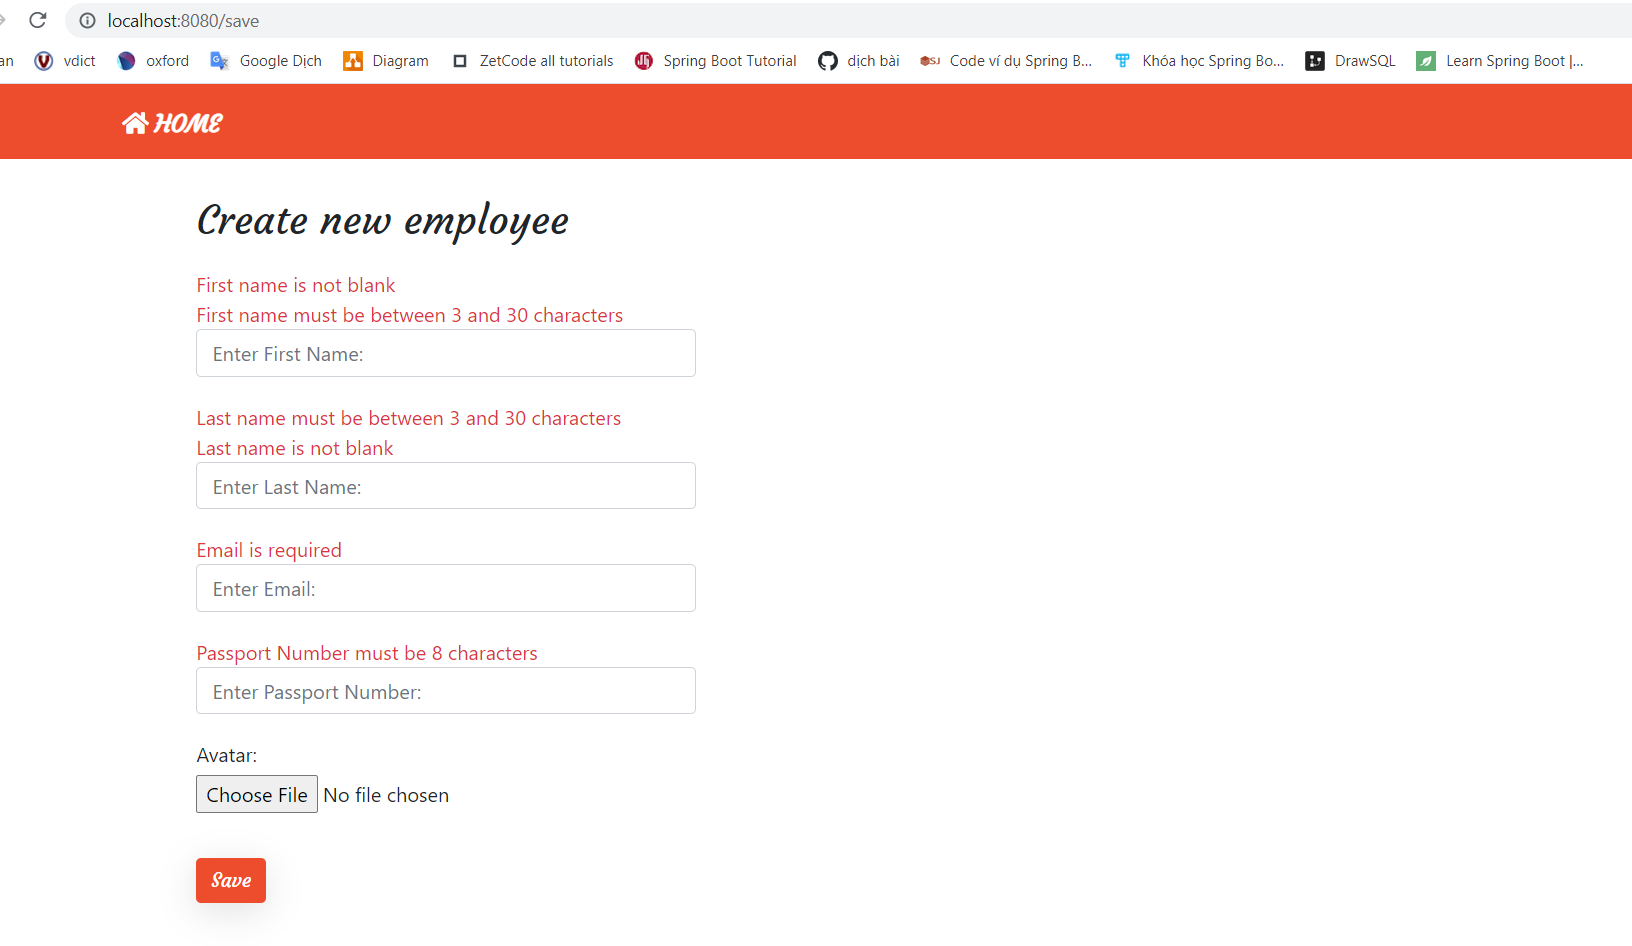 localhost:8080/save
an vdict oxford Google Dịch Diagram ZetCode all tutorials Spring Boot Tutorial dịch bài Code ví dụ Spring B... Khóa học Spring Bo... DrawSQL Learn Spring Boot |...
HOME
Create new employee
First name is not blank
First name must be between 3 and 30 characters
Enter First Name:
Last name must be between 3 and 30 characters
Last name is not blank
Enter Last Name:
Email is required
Enter Email:
Passport Number must be 8 characters
Enter Passport Number:
Avatar:
Choose File No file chosen
Save